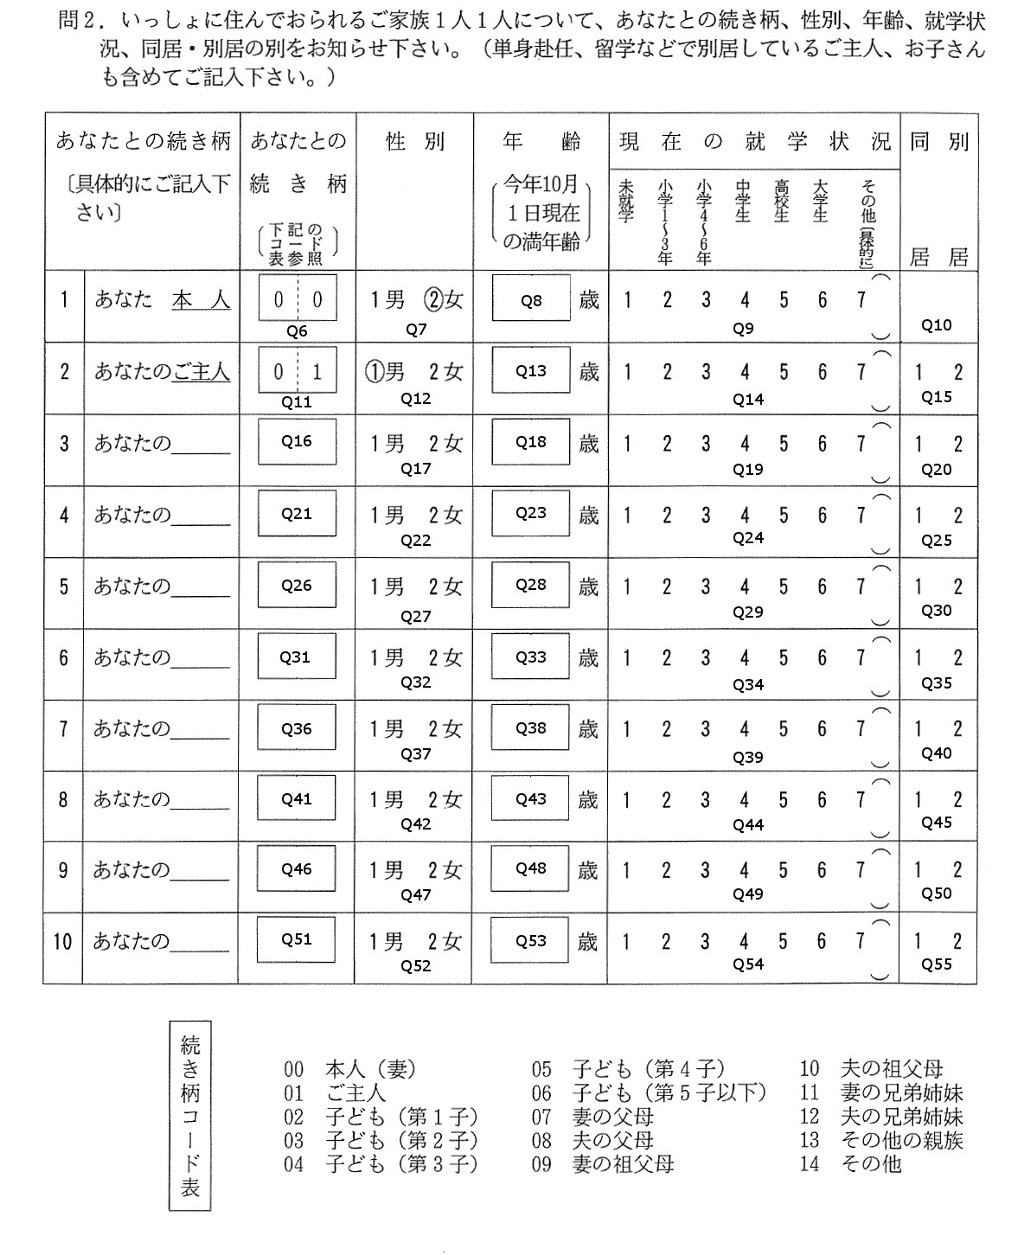 問２．いっしょに住んでおられるご家族１人１人について、あなたとの続き柄、性別、年齢、就学状
況、同居・別居の別をお知らせ下さい。（単身赴任、留学などで別居しているご主人、お子さん
も含めてご記入下さい。）
あなたとの続き柄 あなたとの 性　別 年　　齢 現　在　の　就　学　状　況 同　別
〔具体的にご記入下 続　き　柄 今年10月
さい〕 １日現在
の満年齢
下記の
コード
表参照
未就学 小学１〜３年 小学４〜６年 中学生 高校生 大学生 その他〔具体的に〕
居　居
1 あなた　本　人 0 0 1男 ②女 Q8 歳 1 2 3 4 5 6 7
Q6 Q7 Q9 Q10
2 あなたのご主人 0 1 ①男 2女 Q13 歳 1 2 3 4 5 6 7 1 2
Q11 Q12 Q14 Q15
3 あなたの＿＿＿ Q16 1男 2女 Q18 歳 1 2 3 4 5 6 7 1 2
Q17 Q19 Q20
4 あなたの＿＿＿ Q21 1男 2女 Q23 歳 1 2 3 4 5 6 7 1 2
Q22 Q24 Q25
5 あなたの＿＿＿ Q26 1男 2女 Q28 歳 1 2 3 4 5 6 7 1 2
Q27 Q29 Q30
6 あなたの＿＿＿ Q31 1男 2女 Q33 歳 1 2 3 4 5 6 7 1 2
Q32 Q34 Q35
7 あなたの＿＿＿ Q36 1男 2女 Q38 歳 1 2 3 4 5 6 7 1 2
Q37 Q39 Q40
8 あなたの＿＿＿ Q41 1男 2女 Q43 歳 1 2 3 4 5 6 7 1 2
Q42 Q44 Q45
9 あなたの＿＿＿ Q46 1男 2女 Q48 歳 1 2 3 4 5 6 7 1 2
Q47 Q49 Q50
10 あなたの＿＿＿ Q51 1男 2女 Q53 歳 1 2 3 4 5 6 7 1 2
Q52 Q54 Q55
続き柄コード表
00　本人（妻） 05　子ども（第４子） 10　夫の祖父母
01　ご主人 06　子ども（第５子以下） 11　妻の兄弟姉妹
02　子ども（第１子） 07　妻の父母 12　夫の兄弟姉妹
03　子ども（第２子） 08　夫の父母 13　その他の親族
04　子ども（第３子） 09　妻の祖父母 14　その他